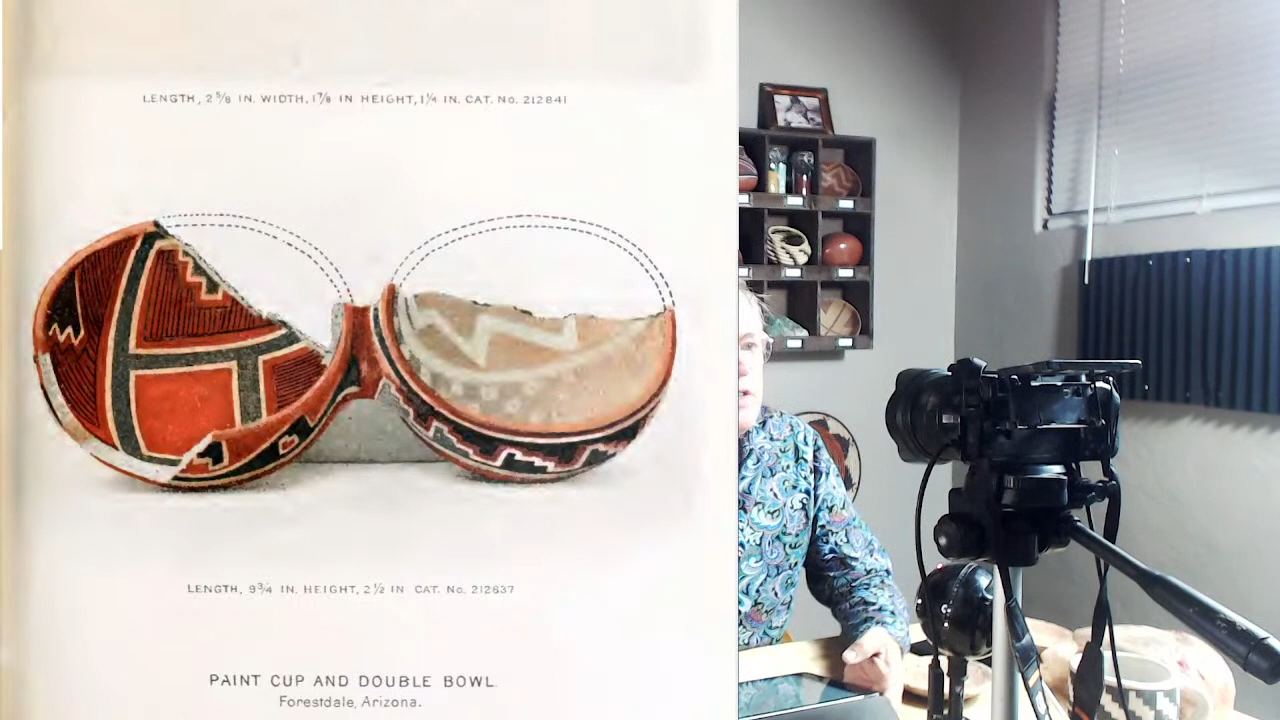 LENGTH, 2 5/8 IN. WIDTH, 1 7/8 IN HEIGHT, 1 1/4 IN. CAT. NO. 212841
LENGTH, 9 3/4 IN. HEIGHT, 2 1/2 IN CAT. NO. 212837
PAINT CUP AND DOUBLE BOWL.
Forestdale, Arizona.